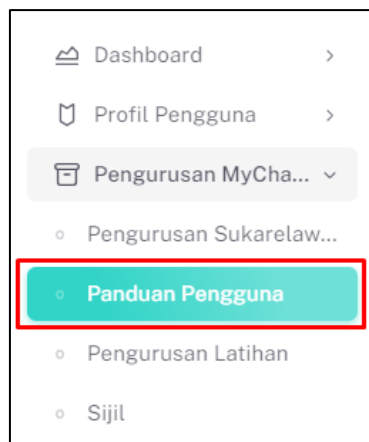 Dashboard
Profil Pengguna
Pengurusan MyCha...
Pengurusan Sukarelaw...
Panduan Pengguna
Pengurusan Latihan
Sijil